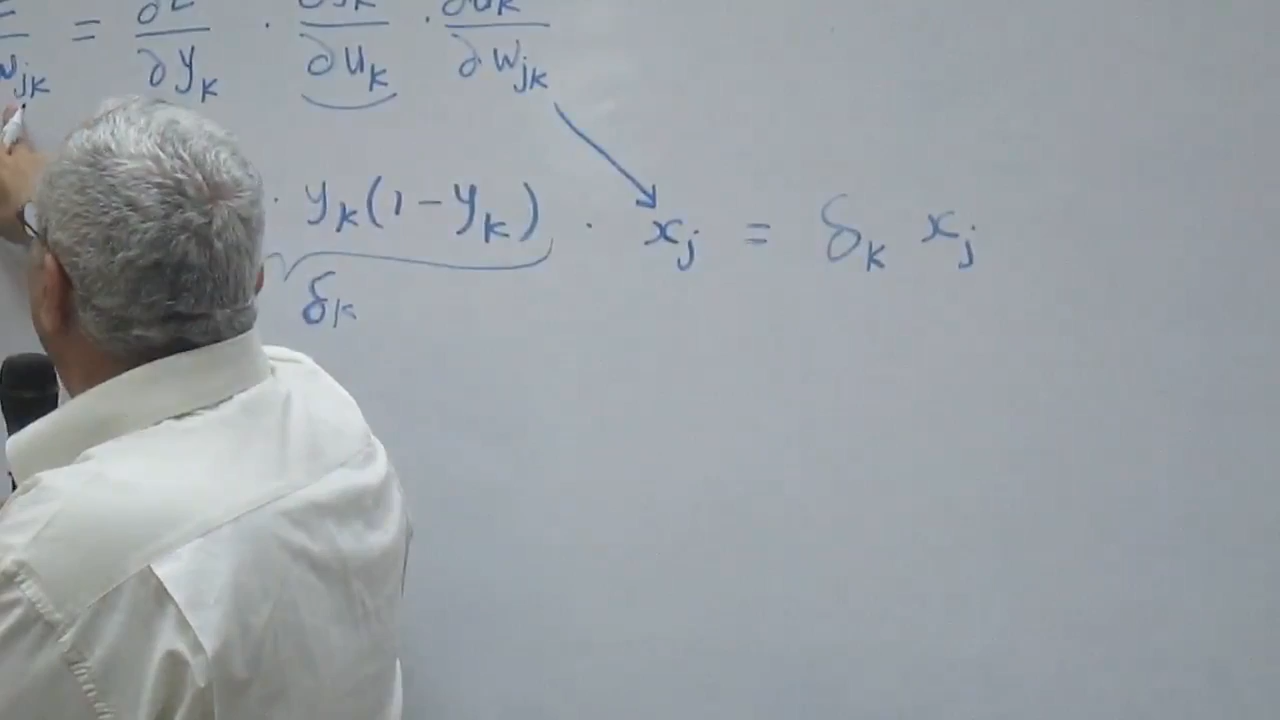 w_jk = ∂L/∂y_k · ∂y_k/∂u_k · ∂u_k/∂w_jk
· y_k(1-y_k) · x_j = δ_k x_j
δ_k